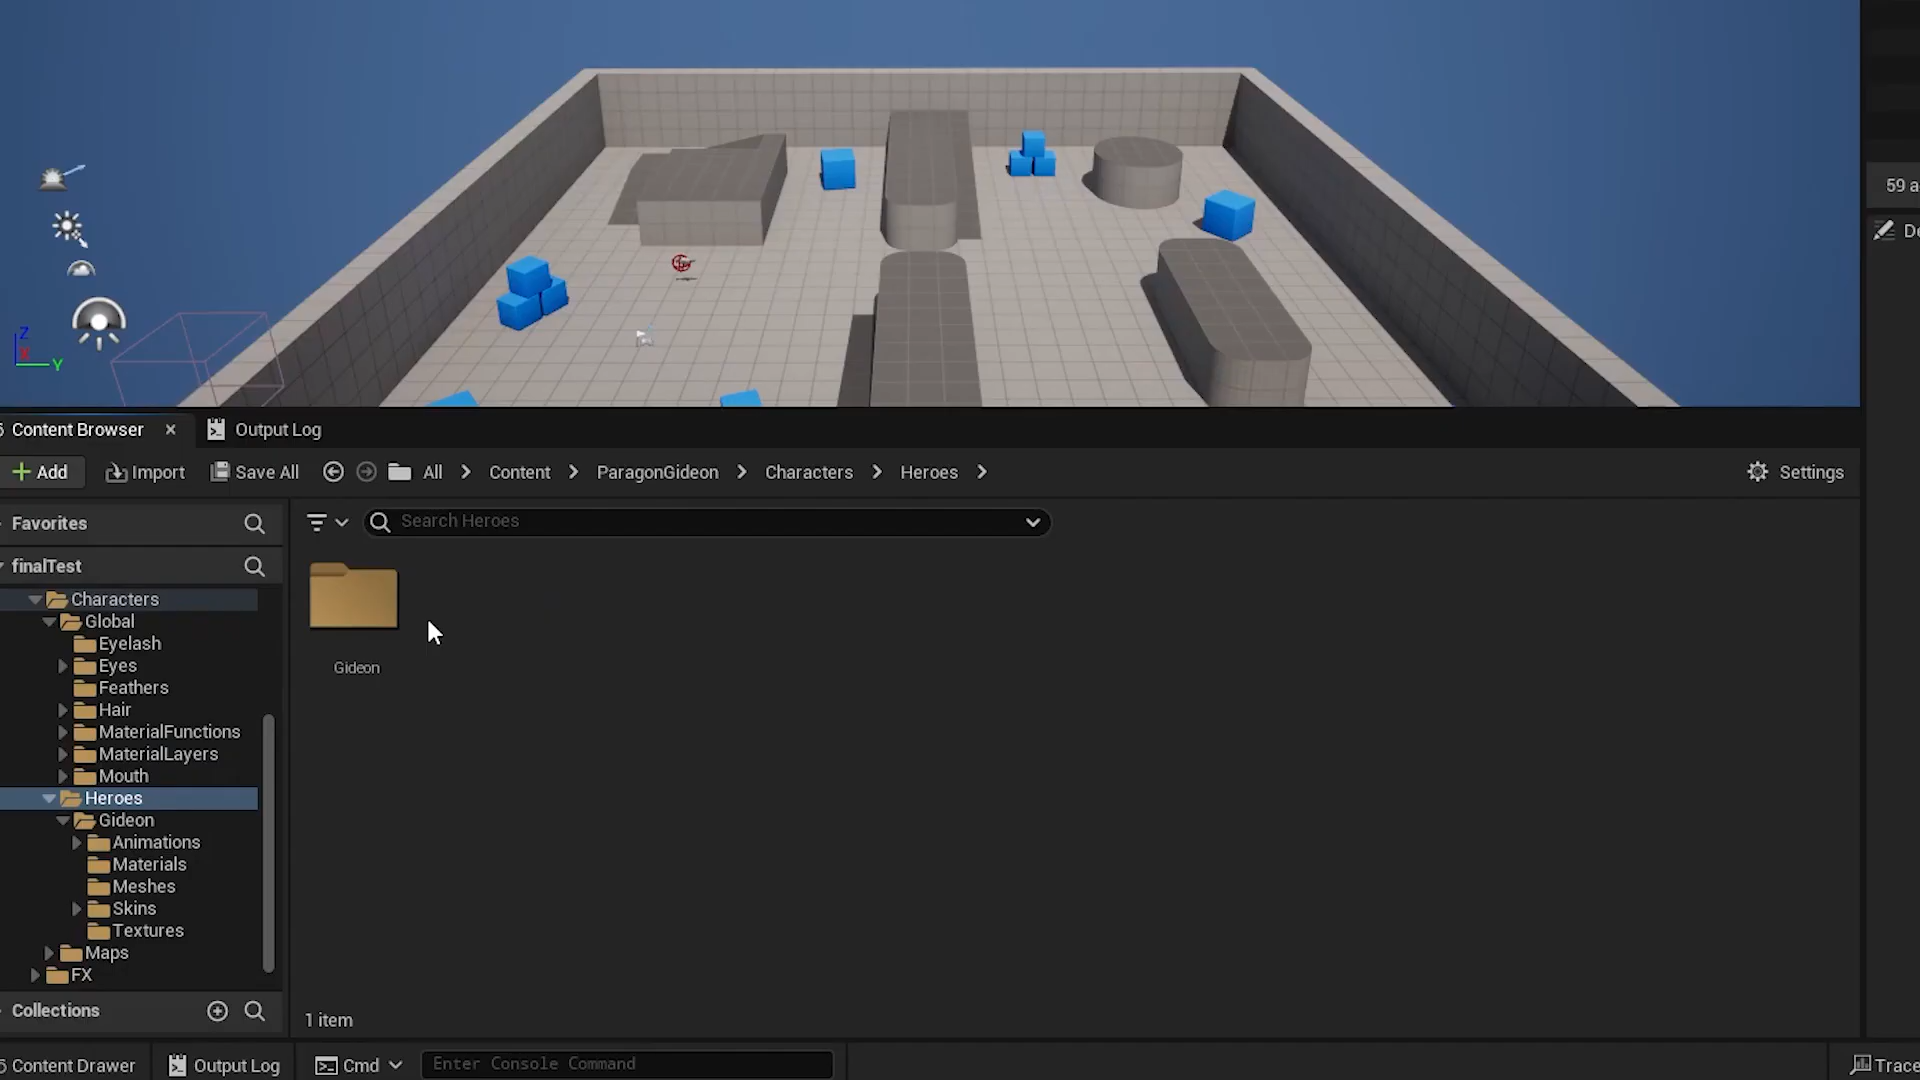 Z
Y
59 a
De
Content Browser
Output Log
Add
Import
Save All
All > Content > ParagonGideon > Characters > Heroes >
Settings
Favorites
Search Heroes
finalTest
Characters
Global
Eyelash
Eyes
Feathers
Hair
MaterialFunctions
MaterialLayers
Mouth
Heroes
Gideon
Animations
Materials
Meshes
Skins
Textures
Maps
FX
Gideon
Collections
1 item
Content Drawer
Output Log
Cmd
Enter Console Command
Trace